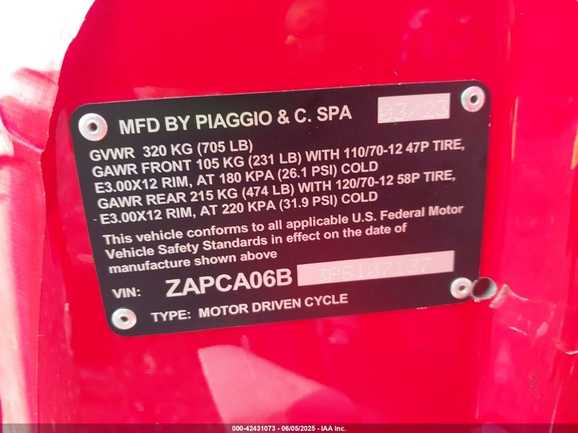 MFD BY PIAGGIO & C. SPA
GVWR 320 KG (705 LB)
GAWR FRONT 105 KG (231 LB) WITH 110/70-12 47P TIRE,
E3.00X12 RIM, AT 180 KPA (26.1 PSI) COLD
GAWR REAR 215 KG (474 LB) WITH 120/70-12 58P TIRE,
E3.00X12 RIM, AT 220 KPA (31.9 PSI) COLD
This vehicle conforms to all applicable U.S. Federal Motor
Vehicle Safety Standards in effect on the date of
manufacture shown above
VIN: ZAPCA06B
TYPE: MOTOR DRIVEN CYCLE
000-42431073 - 06/05/2025 - IAA Inc.